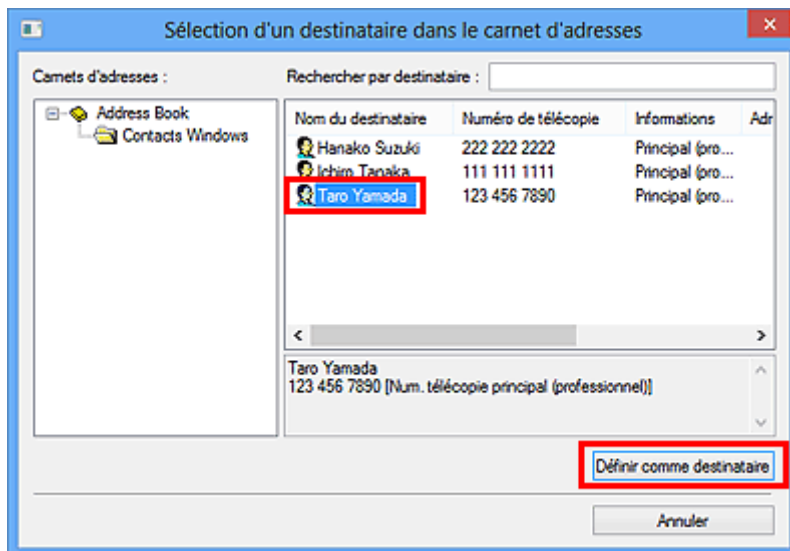 Sélection d'un destinataire dans le carnet d'adresses
Carnets d'adresses :
Rechercher par destinataire :
Address Book
Contacts Windows
Nom du destinataire Numéro de télécopie Informations Adr
Hanako Suzuki 222 222 2222 Principal (pro...
Ichiro Tanaka 111 111 1111 Principal (pro...
Taro Yamada 123 456 7890 Principal (pro...
Taro Yamada
123 456 7890 [Num. télécopie principal (professionnel)]
Définir comme destinataire
Annuler